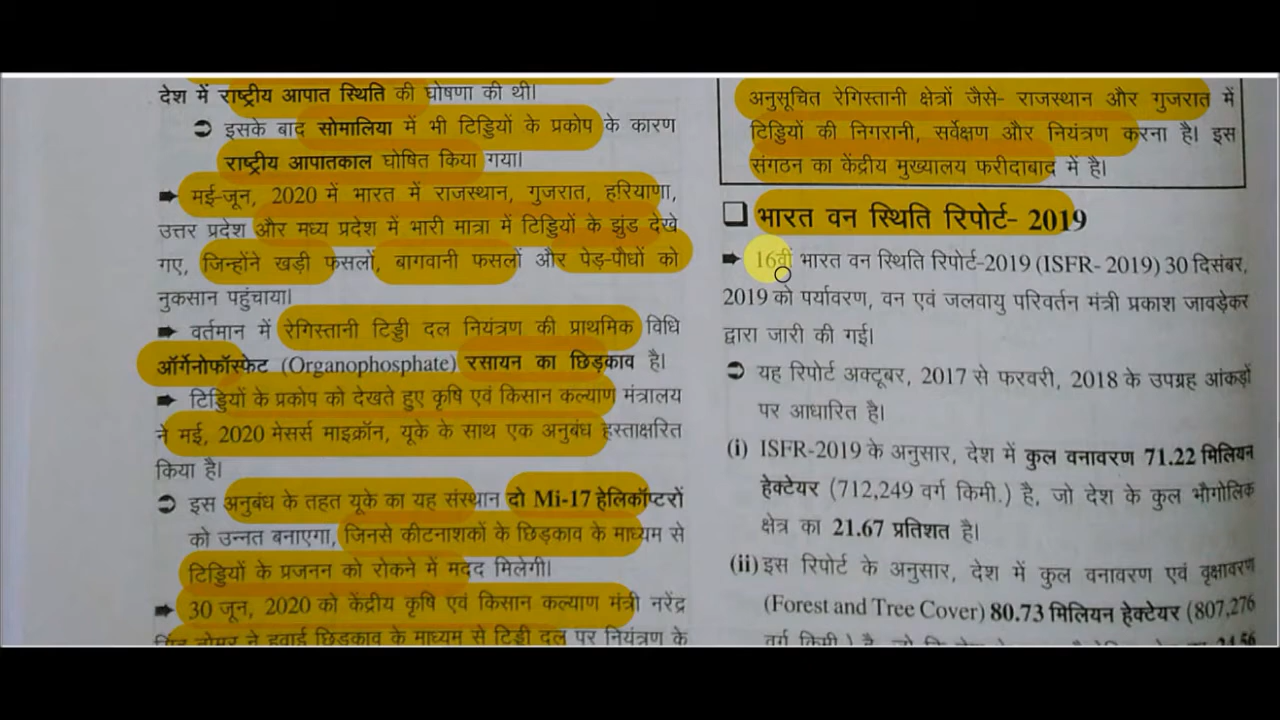 देश में राष्ट्रीय आपात स्थिति की घोषणा की थी।
➲ इसके बाद सोमालिया में भी टिड्डियों के प्रकोप के कारण
राष्ट्रीय आपातकाल घोषित किया गया।
➡ मई-जून, 2020 में भारत में राजस्थान, गुजरात, हरियाणा,
उत्तर प्रदेश और मध्य प्रदेश में भारी मात्रा में टिड्डियों के झुंड देखे
गए, जिन्होंने खड़ी फसलों, बागवानी फसलों और पेड़-पौधों को
नुकसान पहुंचाया।
➡ वर्तमान में रेगिस्तानी टिड्डी दल नियंत्रण की प्राथमिक विधि
ऑर्गेनोफॉस्फेट (Organophosphate) रसायन का छिड़काव है।
➡ टिड्डियों के प्रकोप को देखते हुए कृषि एवं किसान कल्याण मंत्रालय
ने मई, 2020 मेसर्स माइक्रॉन, यूके के साथ एक अनुबंध हस्ताक्षरित
किया है।
➲ इस अनुबंध के तहत यूके का यह संस्थान दो Mi-17 हेलिकॉप्टरों
को उन्नत बनाएगा, जिनसे कीटनाशकों के छिड़काव के माध्यम से
टिड्डियों के प्रजनन को रोकने में मदद मिलेगी।
➡ 30 जून, 2020 को केंद्रीय कृषि एवं किसान कल्याण मंत्री नरेंद्र
सिंह तोमर ने हवाई छिड़काव के माध्यम से टिड्डी दल पर नियंत्रण के
अनुसूचित रेगिस्तानी क्षेत्रों जैसे- राजस्थान और गुजरात में
टिड्डियों की निगरानी, सर्वेक्षण और नियंत्रण करना है। इस
संगठन का केंद्रीय मुख्यालय फरीदाबाद में है।
❑ भारत वन स्थिति रिपोर्ट- 2019
➡ 16वीं भारत वन स्थिति रिपोर्ट-2019 (ISFR- 2019) 30 दिसंबर,
2019 को पर्यावरण, वन एवं जलवायु परिवर्तन मंत्री प्रकाश जावड़ेकर
द्वारा जारी की गई।
➲ यह रिपोर्ट अक्टूबर, 2017 से फरवरी, 2018 के उपग्रह आंकड़ों
पर आधारित है।
(i) ISFR-2019 के अनुसार, देश में कुल वनावरण 71.22 मिलियन
हेक्टेयर (712,249 वर्ग किमी.) है, जो देश के कुल भौगोलिक
क्षेत्र का 21.67 प्रतिशत है।
(ii) इस रिपोर्ट के अनुसार, देश में कुल वनावरण एवं वृक्षावरण
(Forest and Tree Cover) 80.73 मिलियन हेक्टेयर (807,276
वर्ग किमी.) है, जो कि देश के कुल भौगोलिक क्षेत्र का 24.56